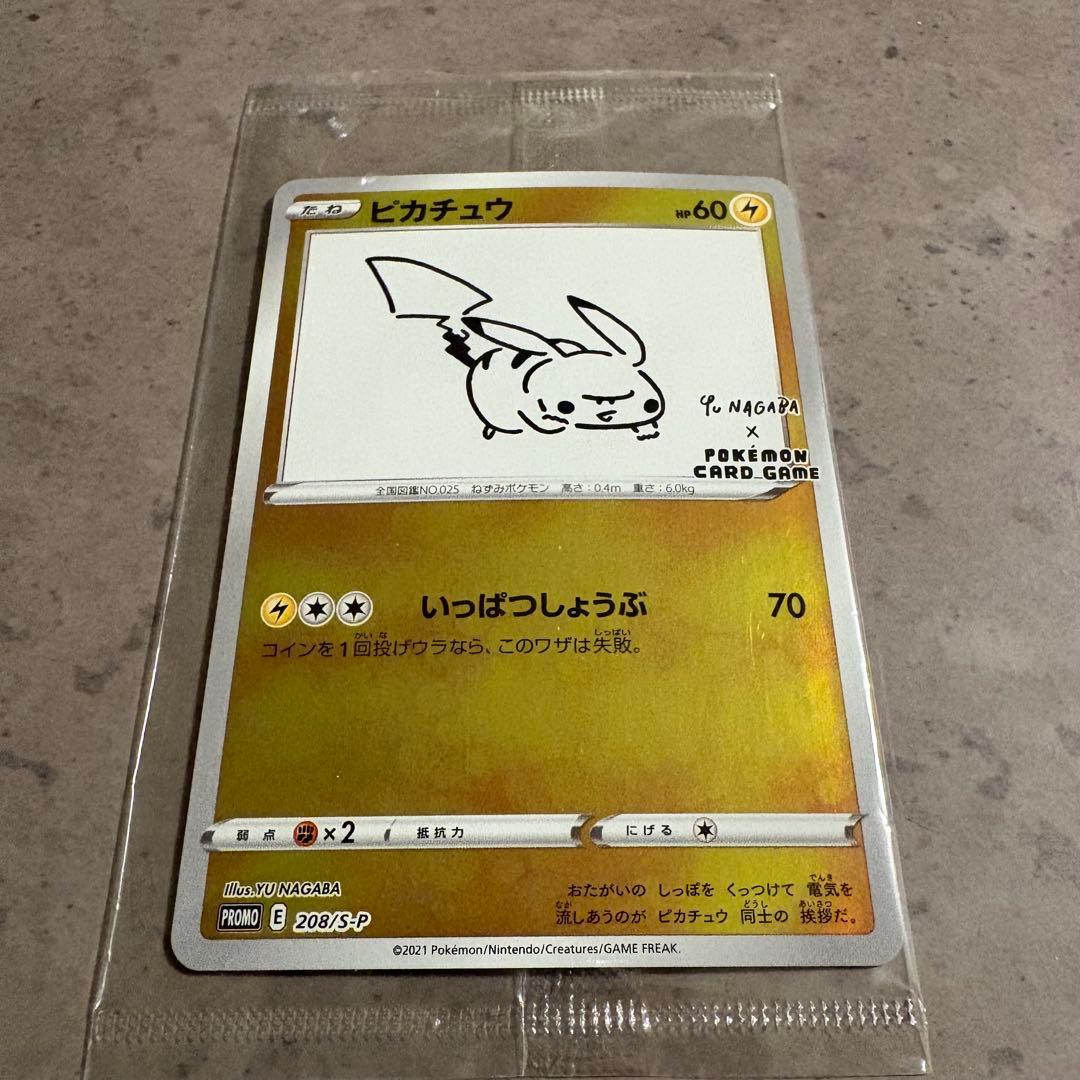 たね ピカチュウ HP60
YU NAGABA
×
POKÉMON
CARD GAME
全国図鑑NO.025 ねずみポケモン 高さ:0.4m 重さ:6.0kg
いっぱつしょうぶ 70
コインを1回投げウラなら、このワザは失敗。
弱点 ×2 抵抗力 にげる
Illus.YU NAGABA
PROMO E 208/S-P
おたがいの しっぽを くっつけて 電気を
流しあうのが ピカチュウ 同士の 挨拶だ。
©2021 Pokémon/Nintendo/Creatures/GAME FREAK.